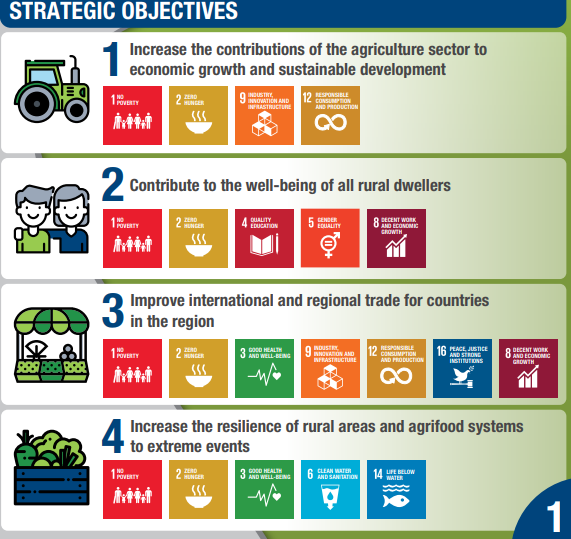 STRATEGIC OBJECTIVES
1 Increase the contributions of the agriculture sector to
economic growth and sustainable development
1 NO
POVERTY
2 ZERO
HUNGER
9 INDUSTRY,
INNOVATION AND
INFRASTRUCTURE
12 RESPONSIBLE
CONSUMPTION
AND PRODUCTION
2 Contribute to the well-being of all rural dwellers
1 NO
POVERTY
2 ZERO
HUNGER
4 QUALITY
EDUCATION
5 GENDER
EQUALITY
8 DECENT WORK
AND ECONOMIC
GROWTH
3 Improve international and regional trade for countries
in the region
1 NO
POVERTY
2 ZERO
HUNGER
3 GOOD HEALTH
AND WELL-BEING
9 INDUSTRY,
INNOVATION AND
INFRASTRUCTURE
12 RESPONSIBLE
CONSUMPTION
AND PRODUCTION
16 PEACE, JUSTICE
AND STRONG
INSTITUTIONS
8 DECENT WORK
AND ECONOMIC
GROWTH
4 Increase the resilience of rural areas and agrifood systems
to extreme events
1 NO
POVERTY
2 ZERO
HUNGER
3 GOOD HEALTH
AND WELL-BEING
6 CLEAN WATER
AND SANITATION
14 LIFE BELOW
WATER
1